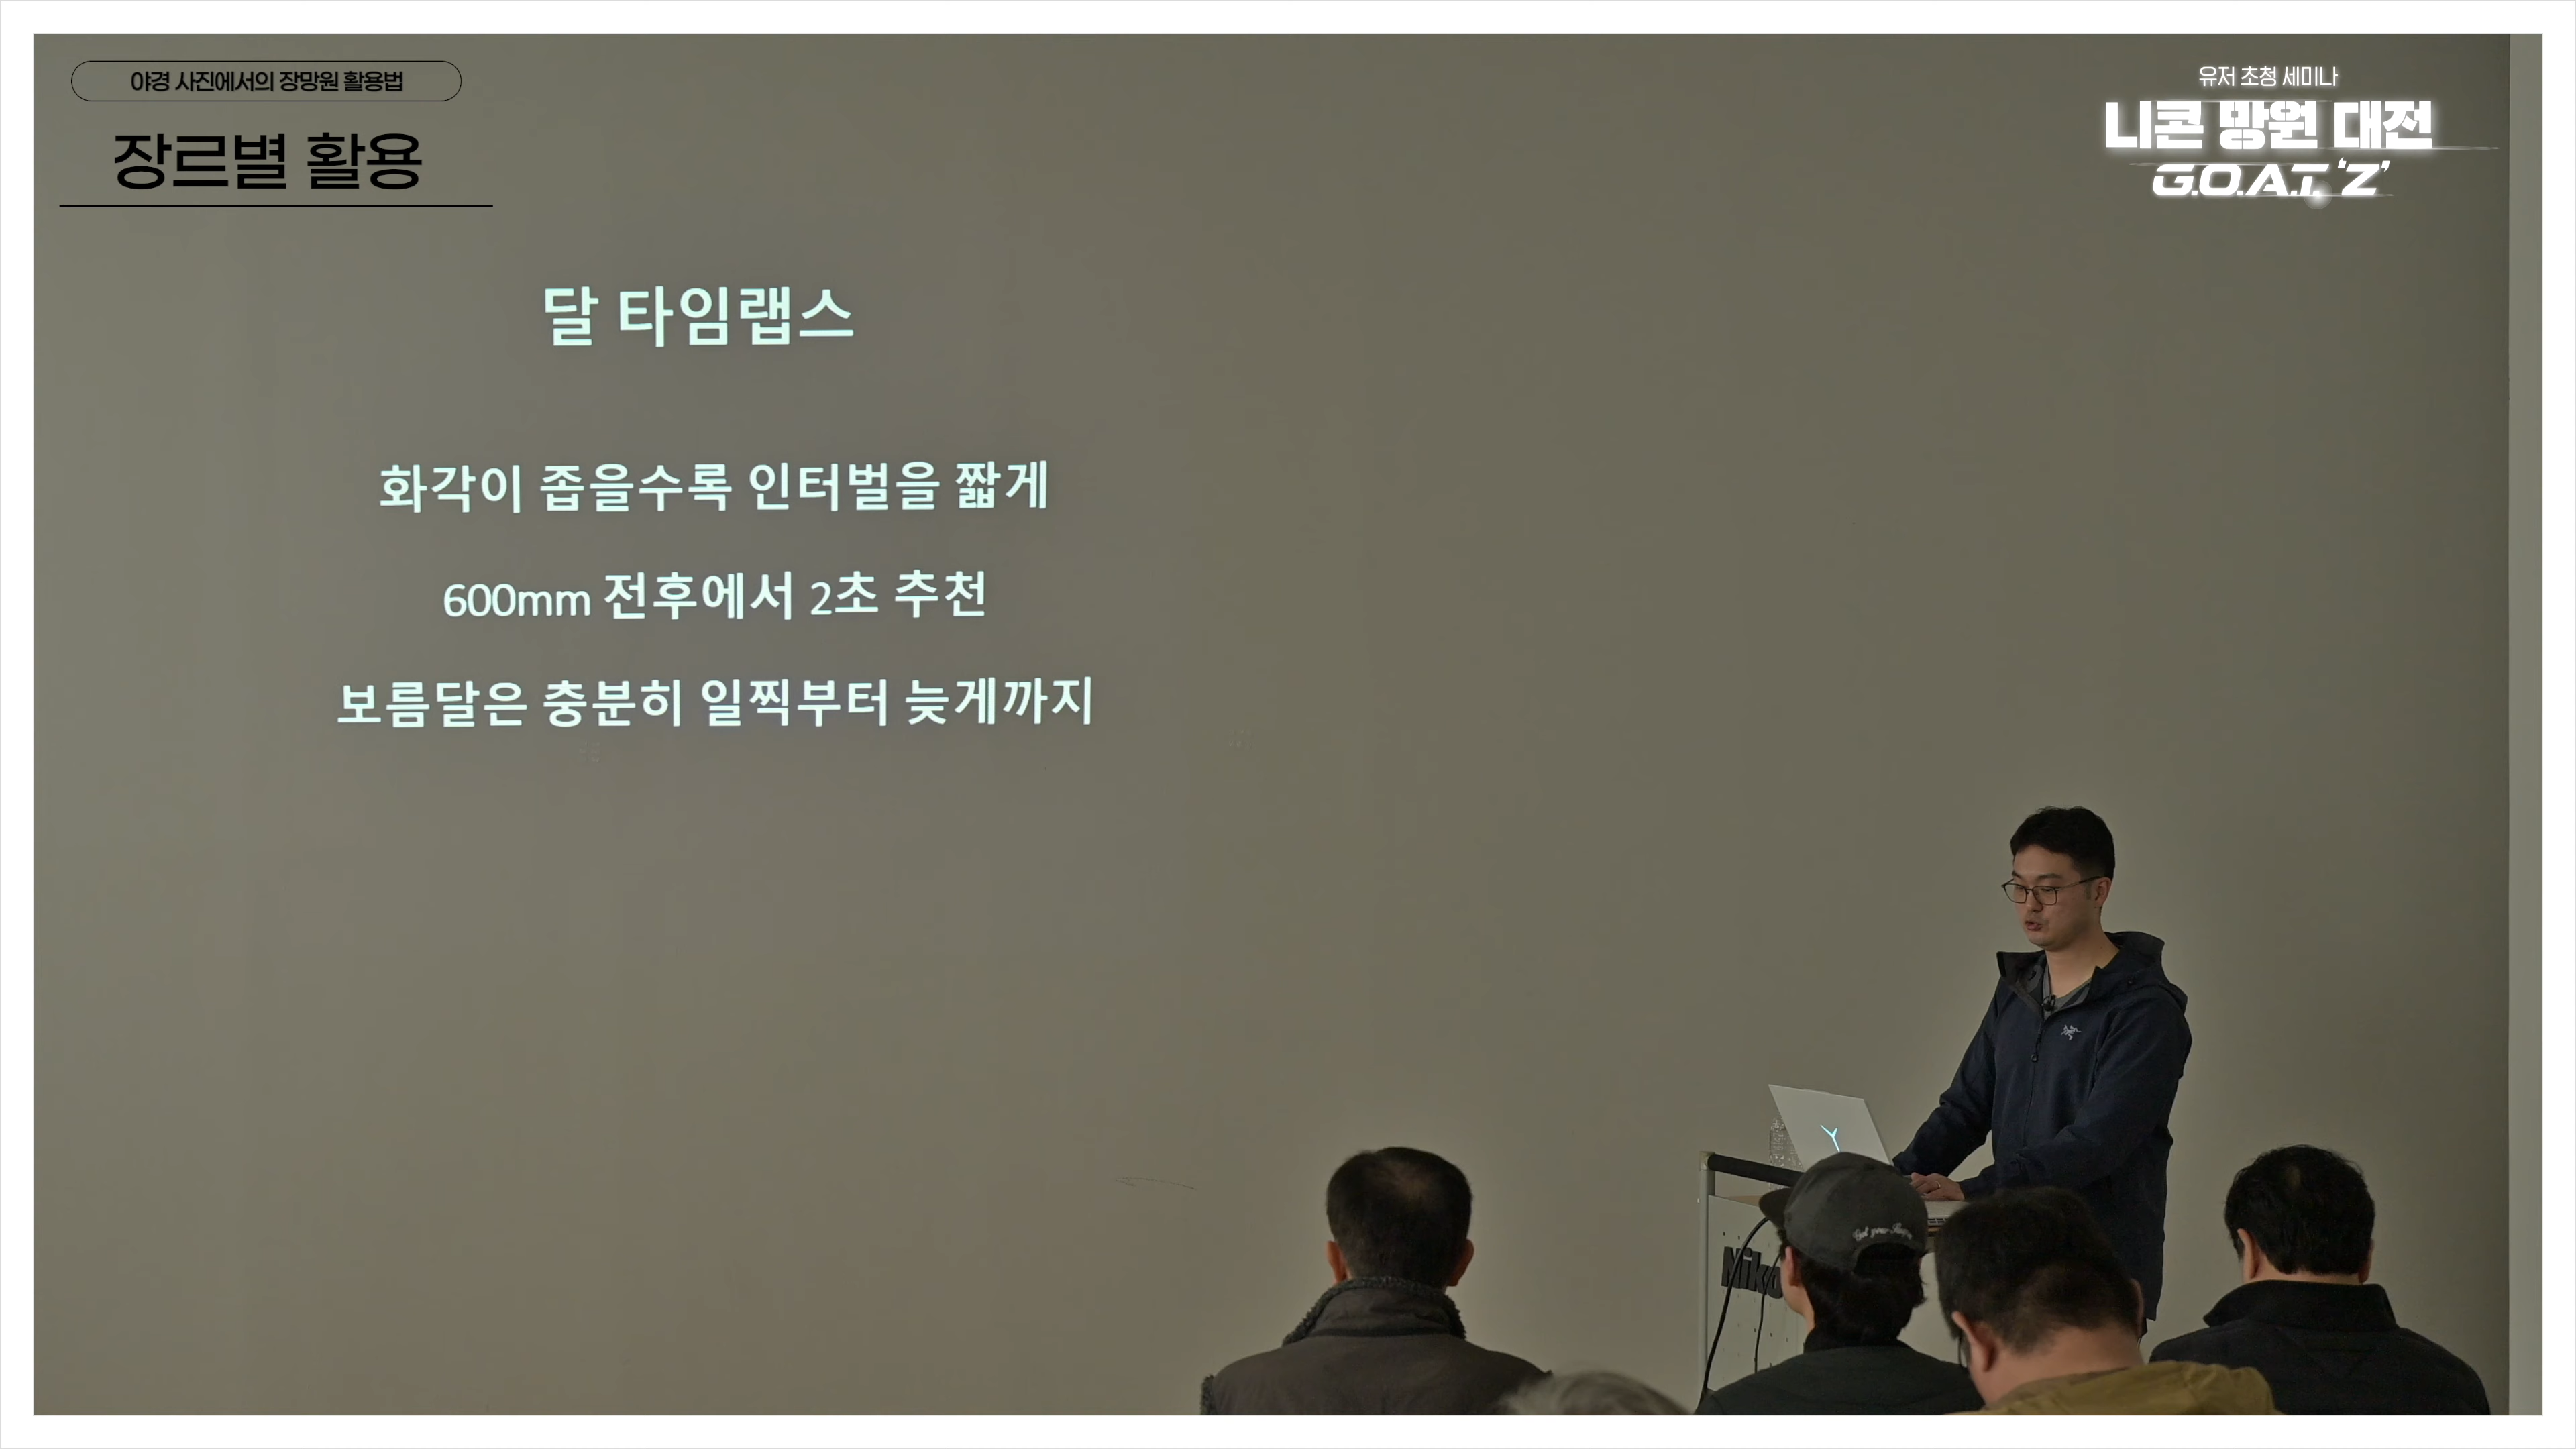 야경 사진에서의 장망원 활용법
장르별 활용
유저 초청 세미나
니콘 망원 대전
G.O.A.T. 'Z'
달 타임랩스
화각이 좁을수록 인터벌을 짧게
600mm 전후에서 2초 추천
보름달은 충분히 일찍부터 늦게까지
Niko